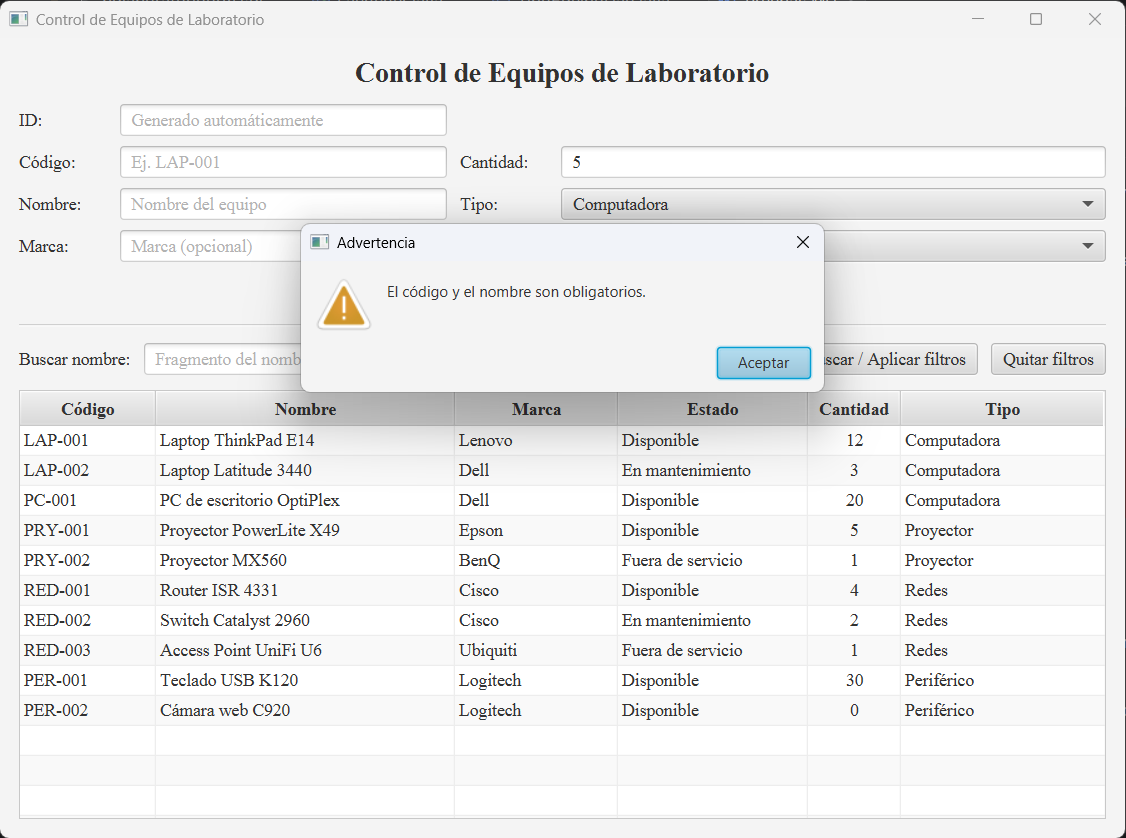 Control de Equipos de Laboratorio
Control de Equipos de Laboratorio
ID: Generado automáticamente
Código: Ej. LAP-001 Cantidad: 5
Nombre: Nombre del equipo Tipo: Computadora
Marca: Marca (opcional)
Advertencia
El código y el nombre son obligatorios.
Aceptar
Buscar nombre: Fragmento del / Aplicar filtros Quitar filtros
Código Nombre Marca Estado Cantidad Tipo
LAP-001 Laptop ThinkPad E14 Lenovo Disponible 12 Computadora
LAP-002 Laptop Latitude 3440 Dell En mantenimiento 3 Computadora
PC-001 PC de escritorio OptiPlex Dell Disponible 20 Computadora
PRY-001 Proyector PowerLite X49 Epson Disponible 5 Proyector
PRY-002 Proyector MX560 BenQ Fuera de servicio 1 Proyector
RED-001 Router ISR 4331 Cisco Disponible 4 Redes
RED-002 Switch Catalyst 2960 Cisco En mantenimiento 2 Redes
RED-003 Access Point UniFi U6 Ubiquiti Fuera de servicio 1 Redes
PER-001 Teclado USB K120 Logitech Disponible 30 Periférico
PER-002 Cámara web C920 Logitech Disponible 0 Periférico